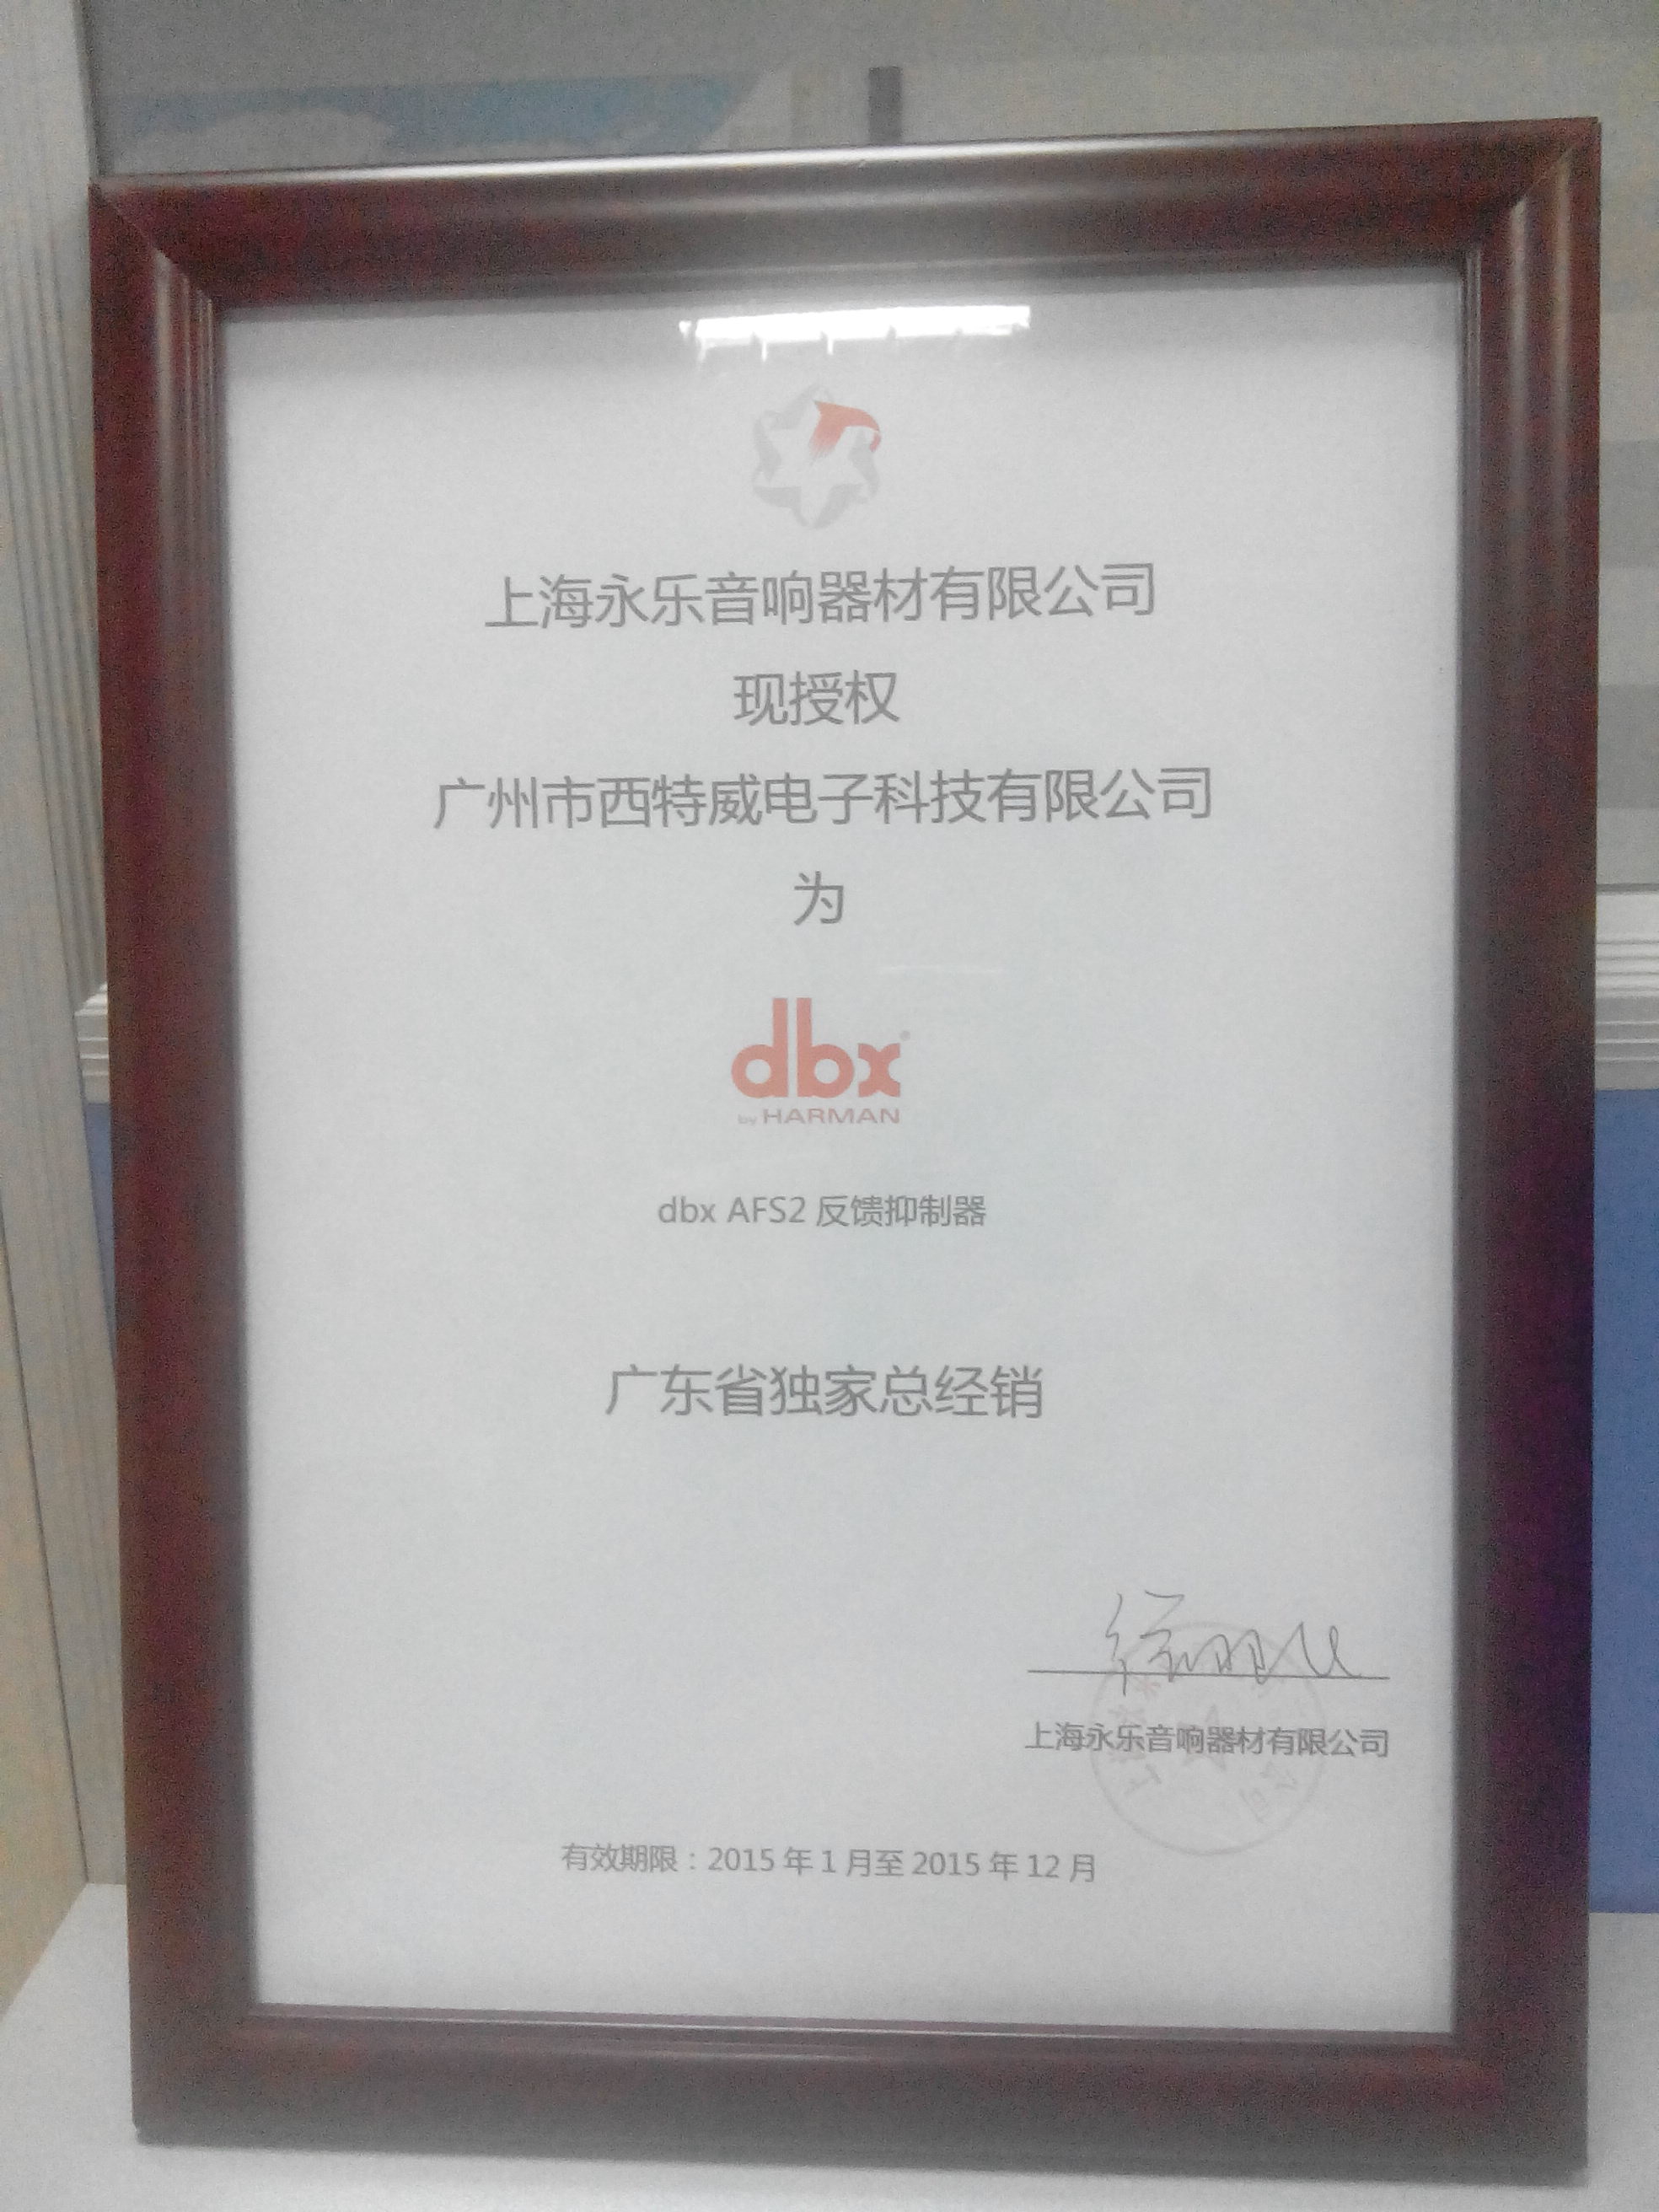 上海永乐音响器材有限公司
现授权
广州市西特威电子科技有限公司
为
dbx
by HARMAN
dbx AFS2 反馈抑制器
广东省独家总经销
上海永乐音响器材有限公司
有效期限：2015 年 1 月至 2015 年 12 月